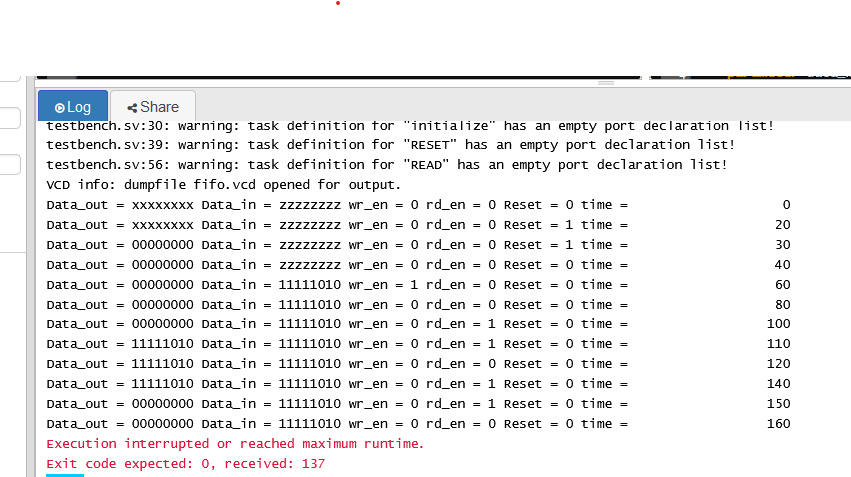 Log Share
testbench.sv:30: warning: task definition for "initialize" has an empty port declaration list!
testbench.sv:39: warning: task definition for "RESET" has an empty port declaration list!
testbench.sv:56: warning: task definition for "READ" has an empty port declaration list!
VCD info: dumpfile fifo.vcd opened for output.
Data_out = xxxxxxxx Data_in = zzzzzzzz wr_en = 0 rd_en = 0 Reset = 0 time = 0
Data_out = xxxxxxxx Data_in = zzzzzzzz wr_en = 0 rd_en = 0 Reset = 1 time = 20
Data_out = 00000000 Data_in = zzzzzzzz wr_en = 0 rd_en = 0 Reset = 1 time = 30
Data_out = 00000000 Data_in = zzzzzzzz wr_en = 0 rd_en = 0 Reset = 0 time = 40
Data_out = 00000000 Data_in = 11111010 wr_en = 1 rd_en = 0 Reset = 0 time = 60
Data_out = 00000000 Data_in = 11111010 wr_en = 0 rd_en = 0 Reset = 0 time = 80
Data_out = 00000000 Data_in = 11111010 wr_en = 0 rd_en = 1 Reset = 0 time = 100
Data_out = 11111010 Data_in = 11111010 wr_en = 0 rd_en = 1 Reset = 0 time = 110
Data_out = 11111010 Data_in = 11111010 wr_en = 0 rd_en = 0 Reset = 0 time = 120
Data_out = 11111010 Data_in = 11111010 wr_en = 0 rd_en = 1 Reset = 0 time = 140
Data_out = 00000000 Data_in = 11111010 wr_en = 0 rd_en = 1 Reset = 0 time = 150
Data_out = 00000000 Data_in = 11111010 wr_en = 0 rd_en = 0 Reset = 0 time = 160
Execution interrupted or reached maximum runtime.
Exit code expected: 0, received: 137